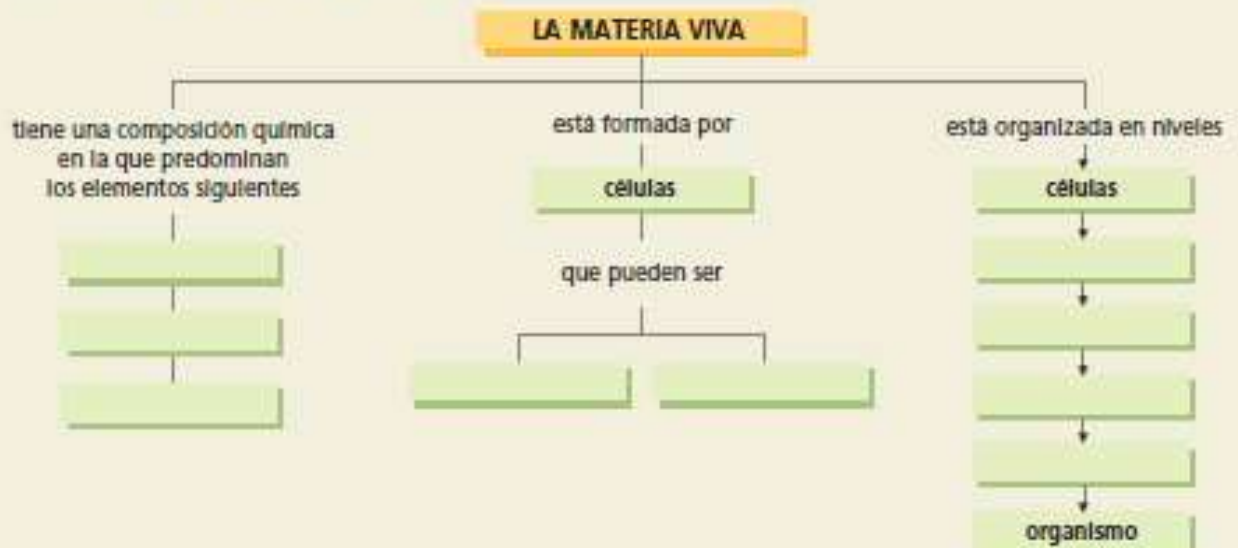 LA MATERIA VIVA
tiene una composición química
en la que predominan
los elementos siguientes
está formada por
células
que pueden ser
está organizada en niveles
células
organismo